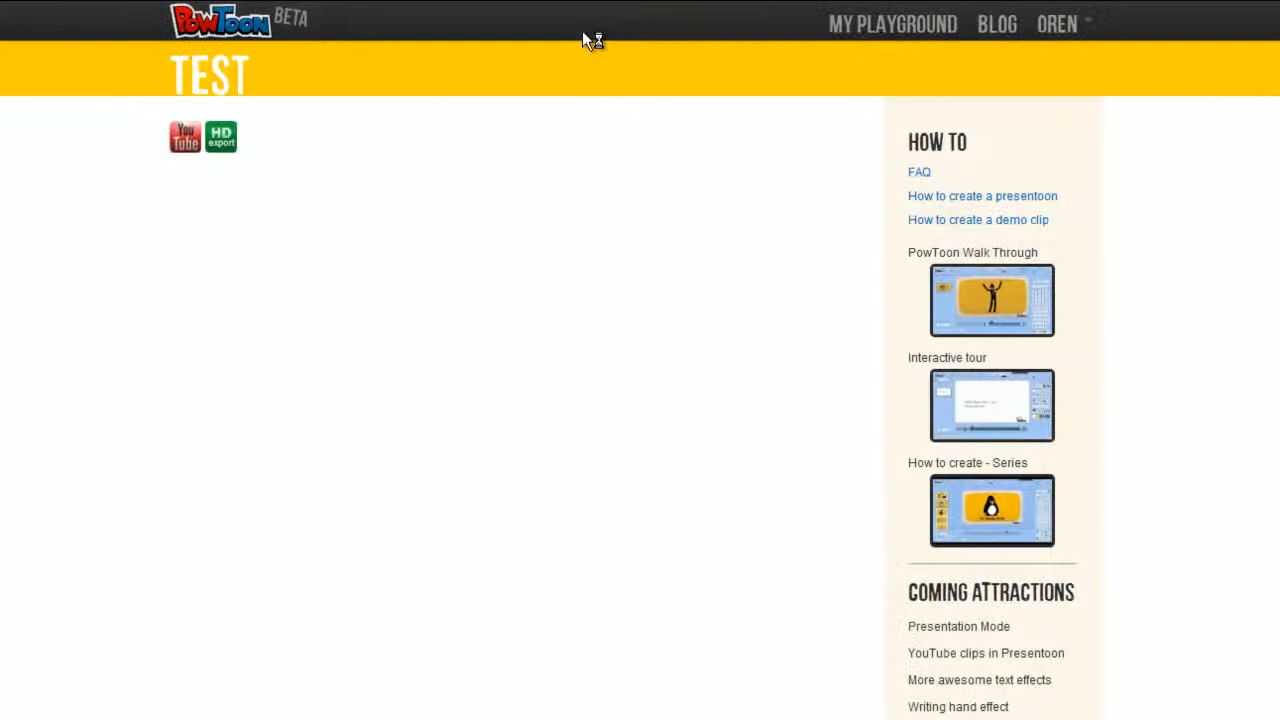 PowToon BETA
MY PLAYGROUND BLOG OREN
TEST
You Tube
HD export
HOW TO
FAQ
How to create a presentoon
How to create a demo clip
PowToon Walk Through
Interactive tour
How to create - Series
COMING ATTRACTIONS
Presentation Mode
YouTube clips in Presentoon
More awesome text effects
Writing hand effect